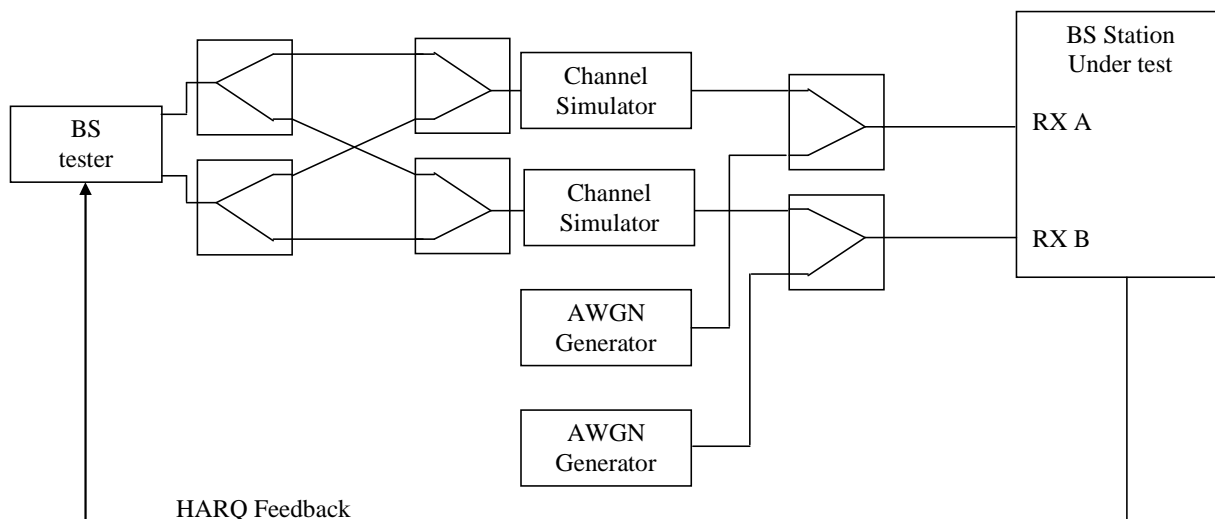 BS Station
Under test
Channel
Simulator
BS
tester
RX A
Channel
Simulator
RX B
AWGN
Generator
AWGN
Generator
HARQ Feedback